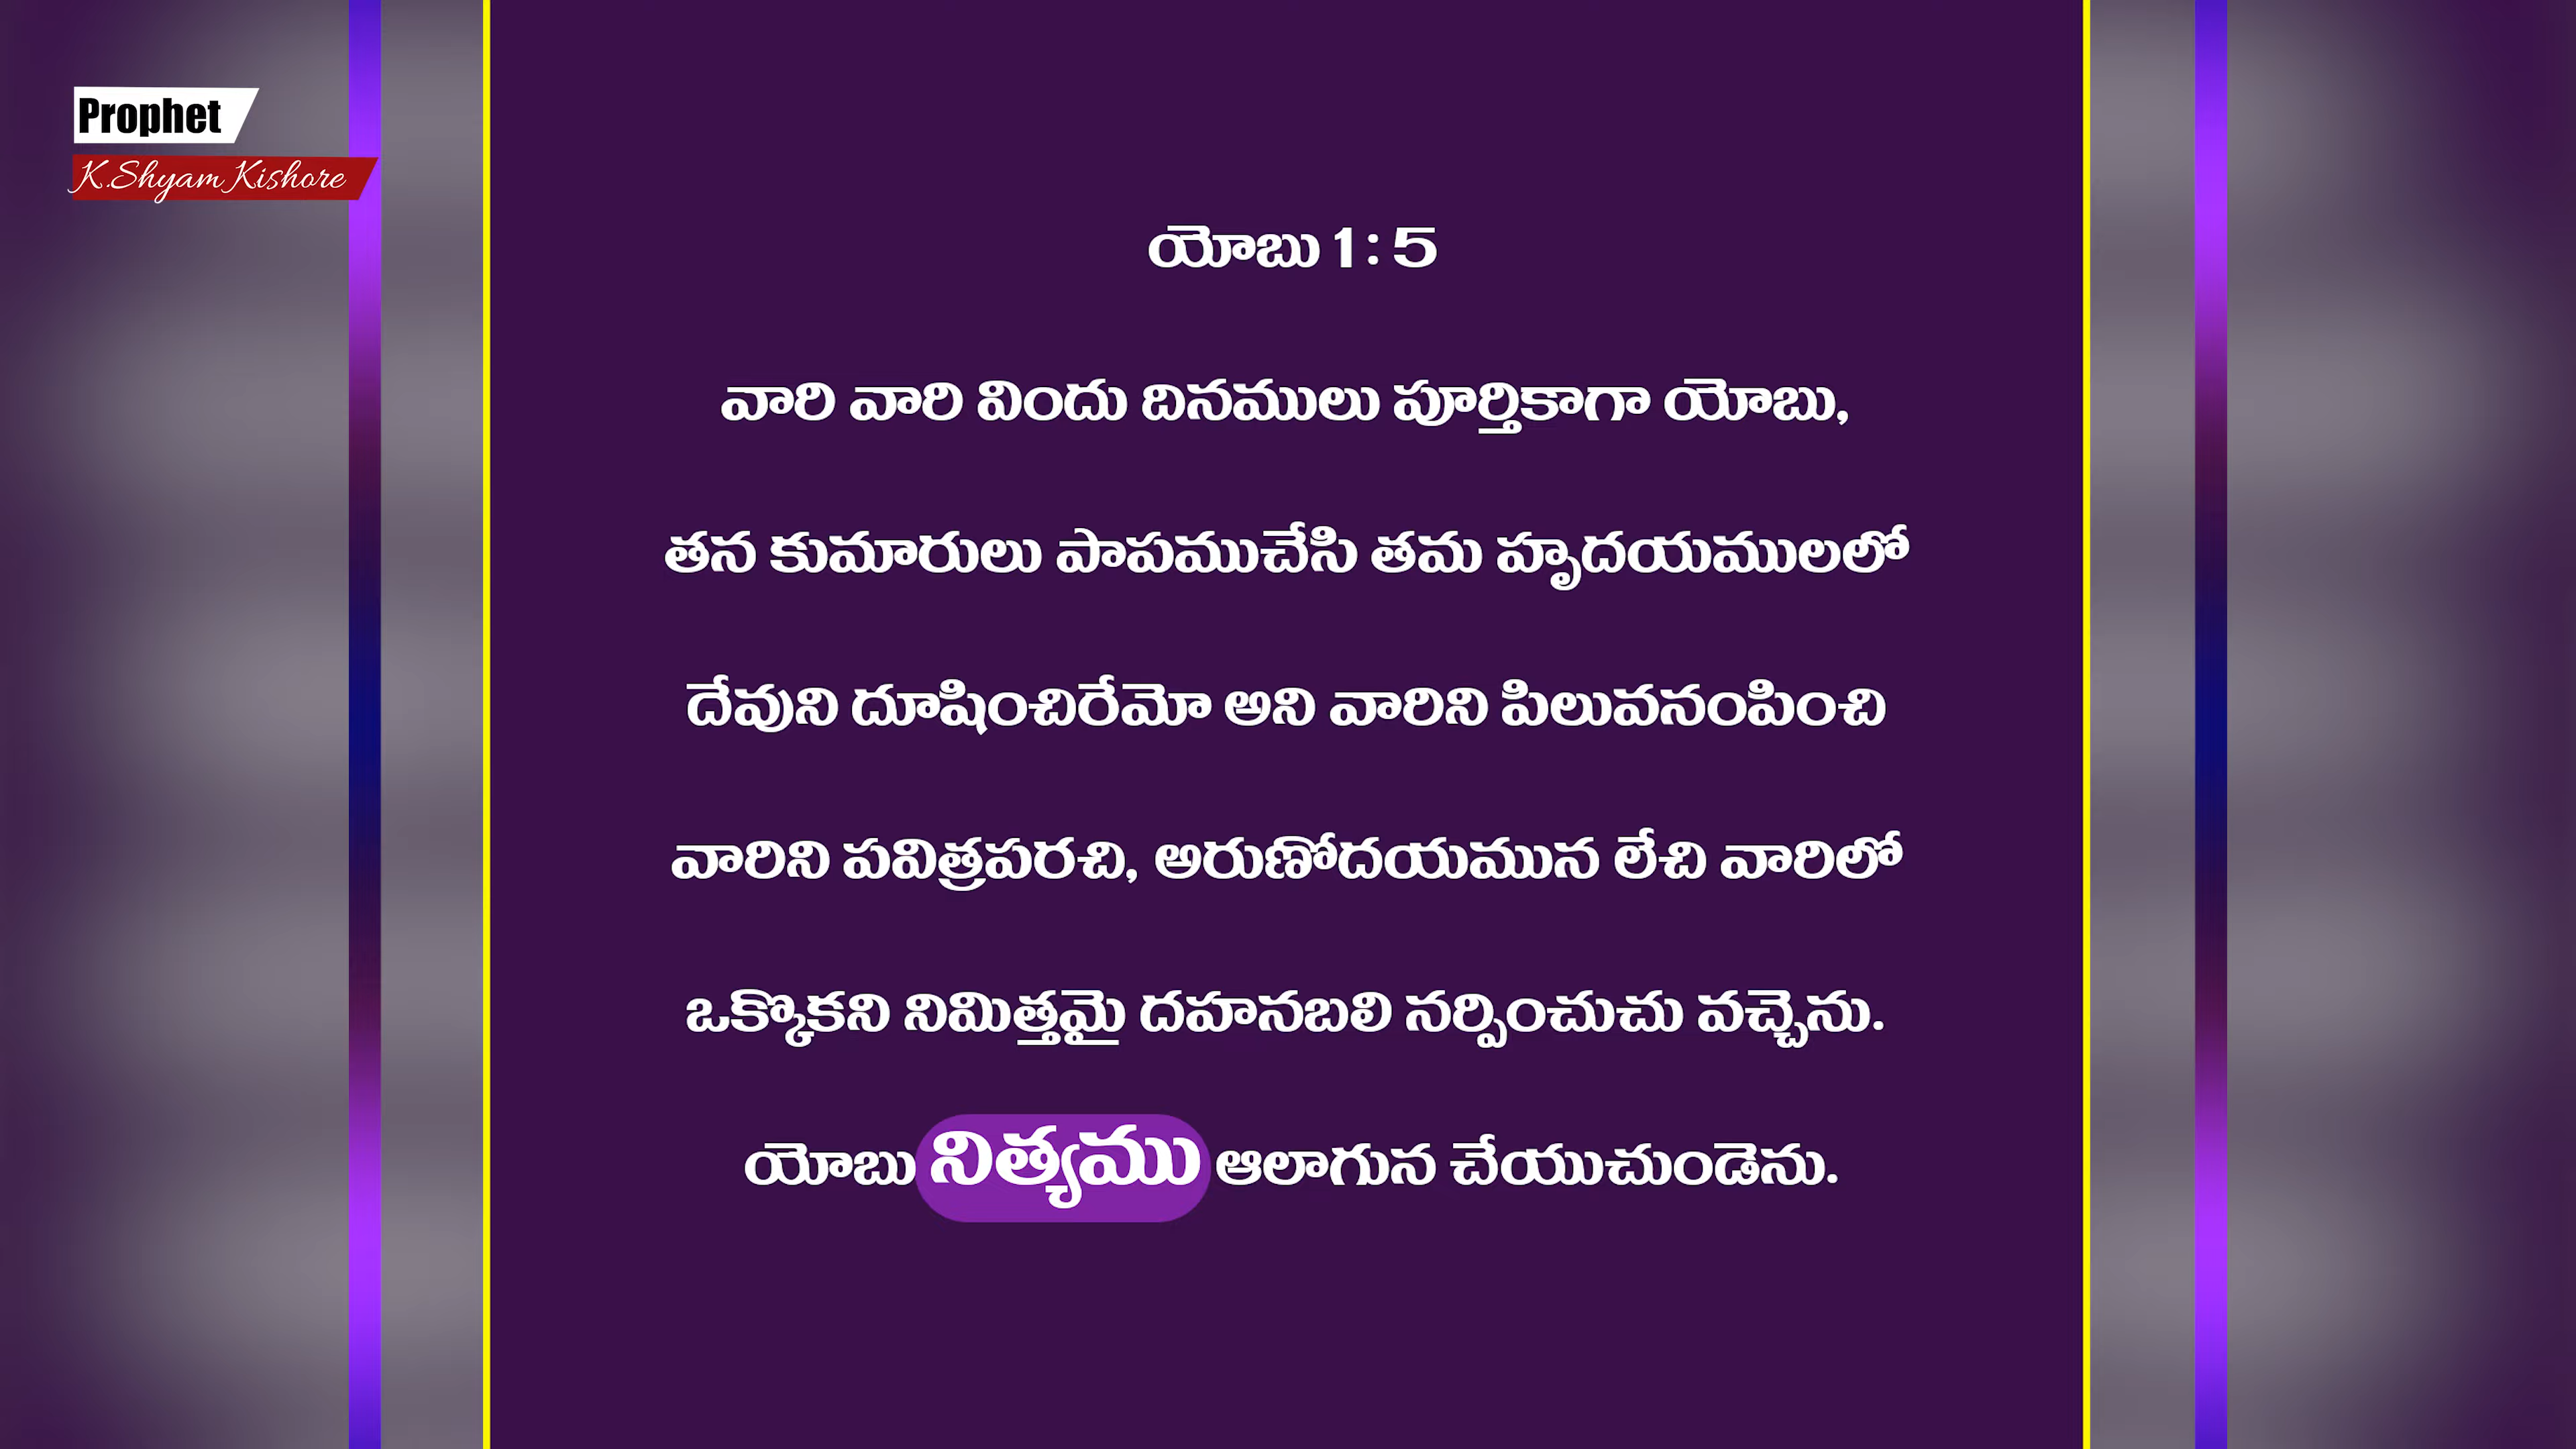 Prophet
K.Shyam Kishore
యోబు 1 : 5
వారి వారి విందు దినములు పూర్తికాగా యోబు,
తన కుమారులు పాపముచేసి తమ హృదయములలో
దేవుని దూషించిరేమో అని వారిని పిలువనంపించి
వారిని పవిత్రపరచి, అరుణోదయమున లేచి వారిలో
ఒక్కొకని నిమిత్తమై దహనబలి నర్పించుచు వచ్చెను.
యోబు నిత్యము ఆలాగున చేయుచుండెను.